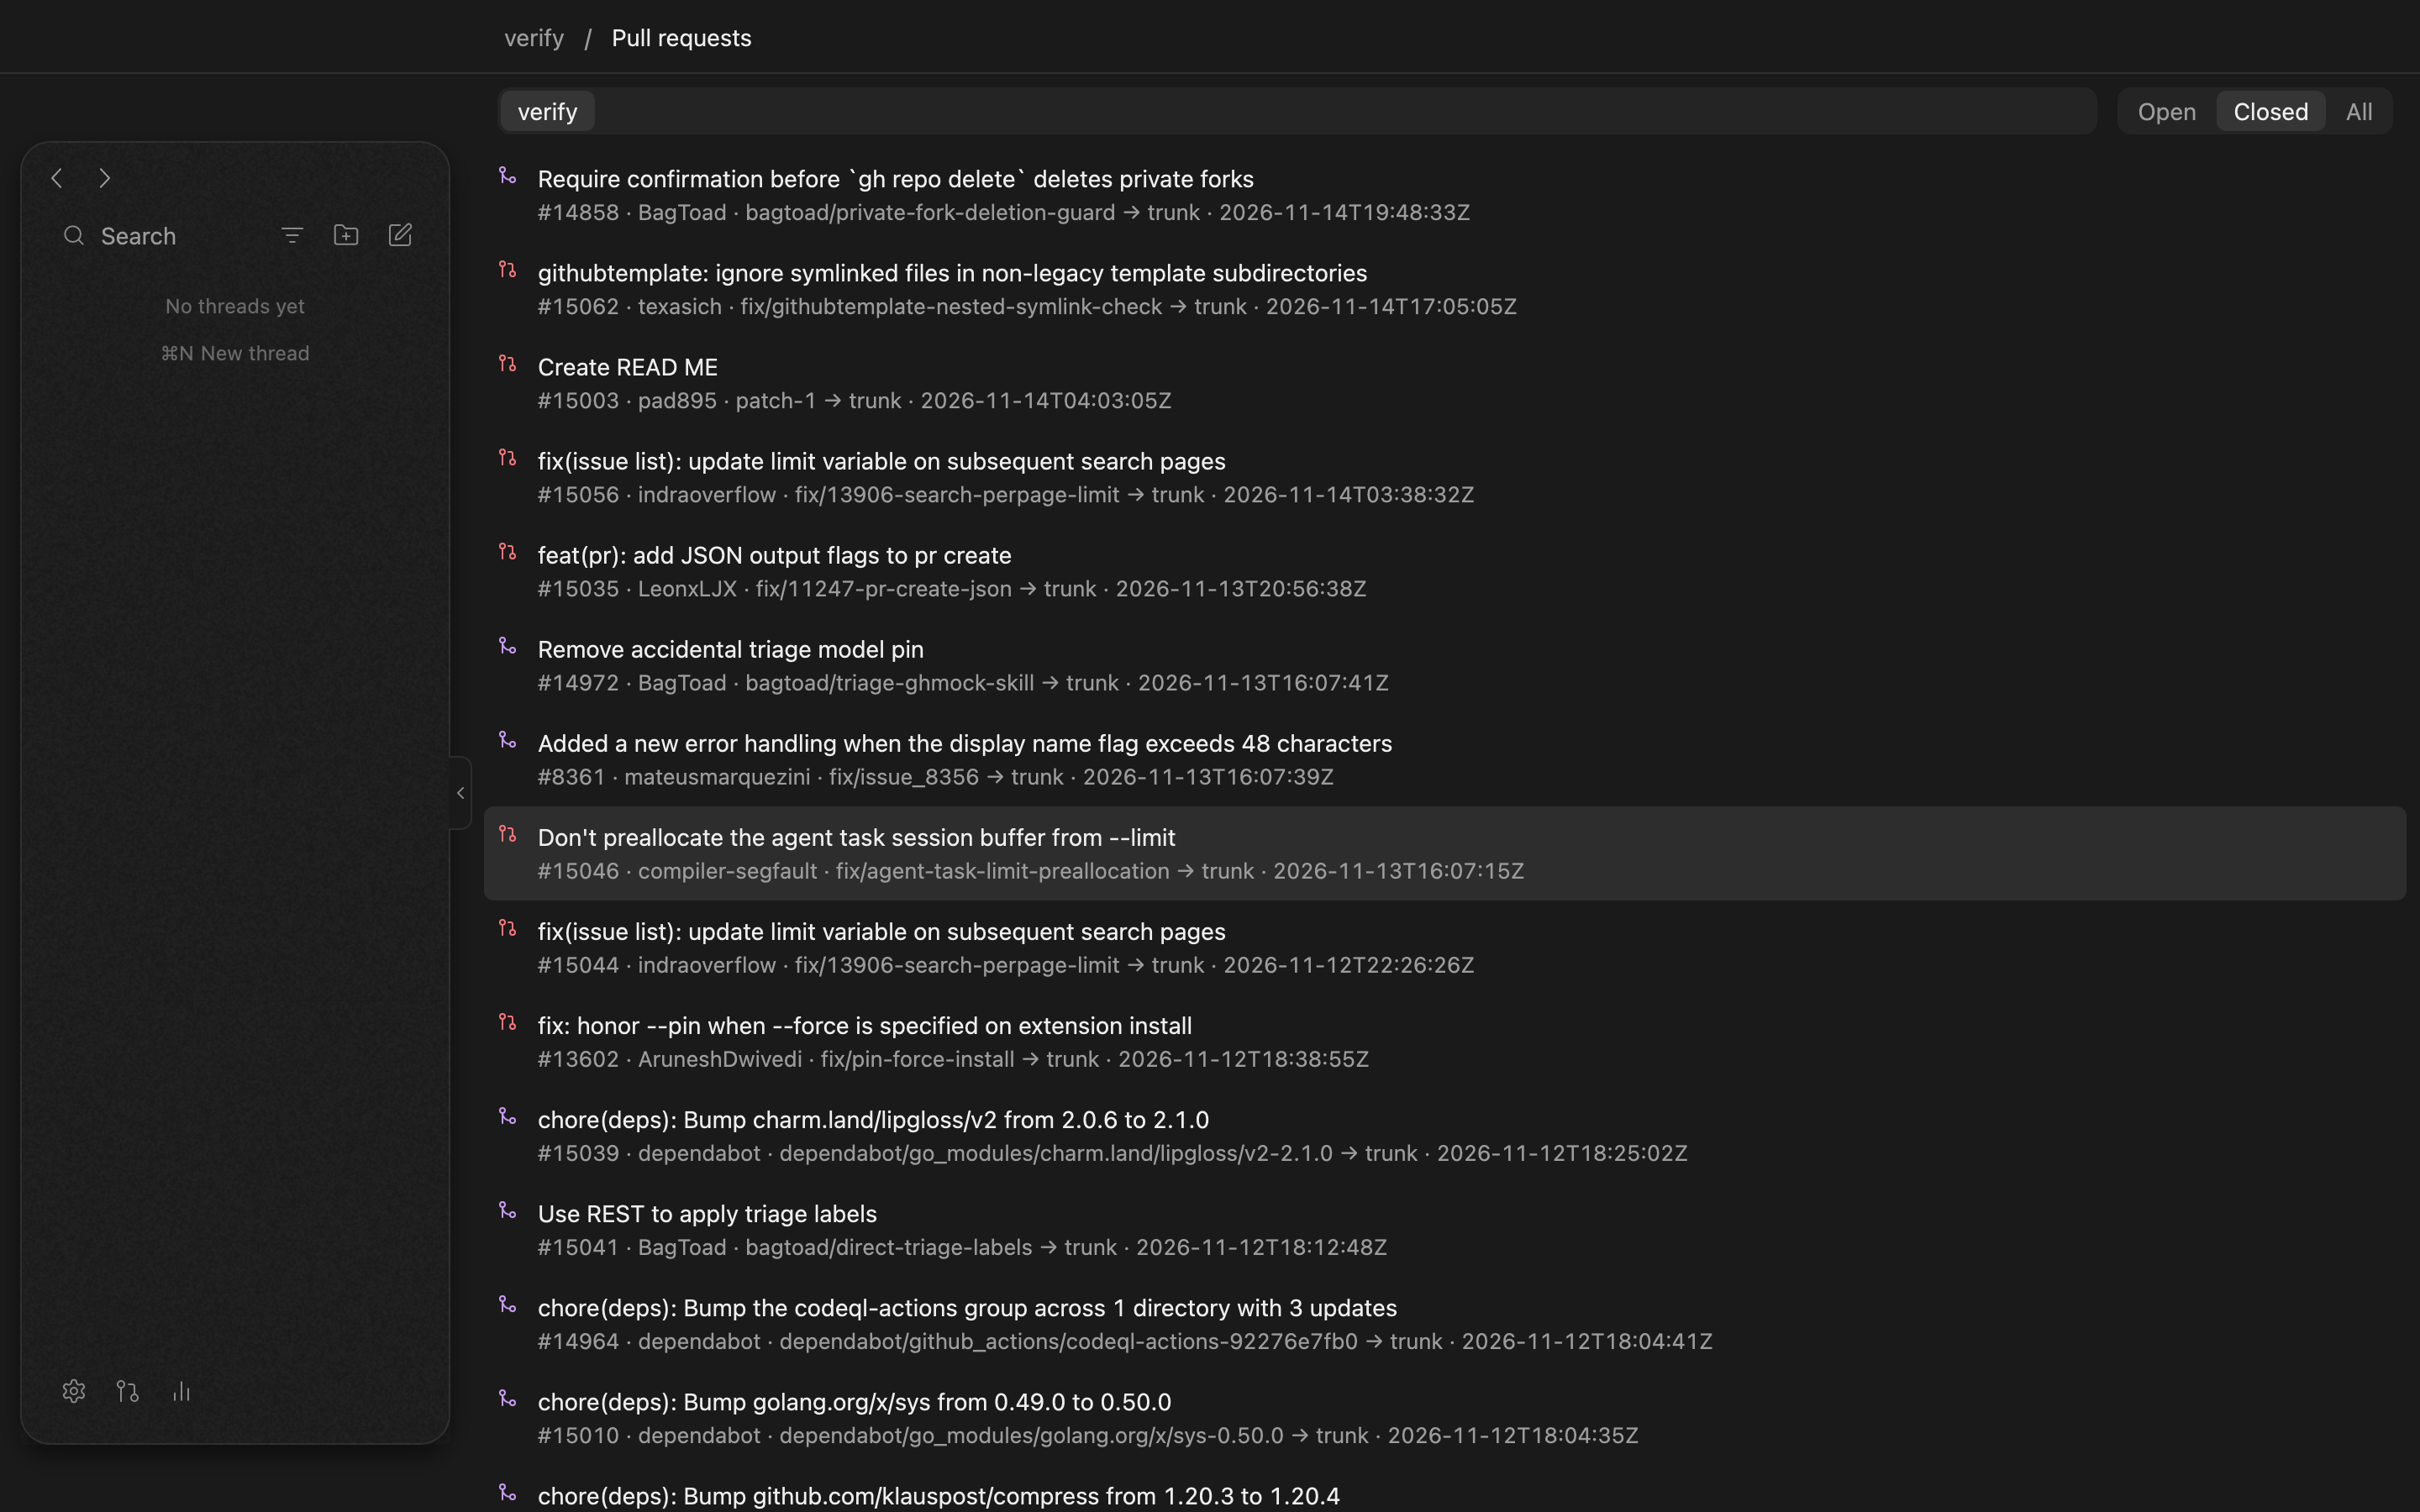 verify / Pull requests
verify
Open Closed All
Search
No threads yet
⌘N New thread
Require confirmation before `gh repo delete` deletes private forks
#14858 · BagToad · bagtoad/private-fork-deletion-guard → trunk · 2026-11-14T19:48:33Z
githubtemplate: ignore symlinked files in non-legacy template subdirectories
#15062 · texasich · fix/githubtemplate-nested-symlink-check → trunk · 2026-11-14T17:05:05Z
Create READ ME
#15003 · pad895 · patch-1 → trunk · 2026-11-14T04:03:05Z
fix(issue list): update limit variable on subsequent search pages
#15056 · indraoverflow · fix/13906-search-perpage-limit → trunk · 2026-11-14T03:38:32Z
feat(pr): add JSON output flags to pr create
#15035 · LeonxLJX · fix/11247-pr-create-json → trunk · 2026-11-13T20:56:38Z
Remove accidental triage model pin
#14972 · BagToad · bagtoad/triage-ghmock-skill → trunk · 2026-11-13T16:07:41Z
Added a new error handling when the display name flag exceeds 48 characters
#8361 · mateusmarquezini · fix/issue_8356 → trunk · 2026-11-13T16:07:39Z
Don't preallocate the agent task session buffer from --limit
#15046 · compiler-segfault · fix/agent-task-limit-preallocation → trunk · 2026-11-13T16:07:15Z
fix(issue list): update limit variable on subsequent search pages
#15044 · indraoverflow · fix/13906-search-perpage-limit → trunk · 2026-11-12T22:26:26Z
fix: honor --pin when --force is specified on extension install
#13602 · AruneshDwivedi · fix/pin-force-install → trunk · 2026-11-12T18:38:55Z
chore(deps): Bump charm.land/lipgloss/v2 from 2.0.6 to 2.1.0
#15039 · dependabot · dependabot/go_modules/charm.land/lipgloss/v2-2.1.0 → trunk · 2026-11-12T18:25:02Z
Use REST to apply triage labels
#15041 · BagToad · bagtoad/direct-triage-labels → trunk · 2026-11-12T18:12:48Z
chore(deps): Bump the codeql-actions group across 1 directory with 3 updates
#14964 · dependabot · dependabot/github_actions/codeql-actions-92276e7fb0 → trunk · 2026-11-12T18:04:41Z
chore(deps): Bump golang.org/x/sys from 0.49.0 to 0.50.0
#15010 · dependabot · dependabot/go_modules/golang.org/x/sys-0.50.0 → trunk · 2026-11-12T18:04:35Z
chore(deps): Bump github.com/klauspost/compress from 1.20.3 to 1.20.4